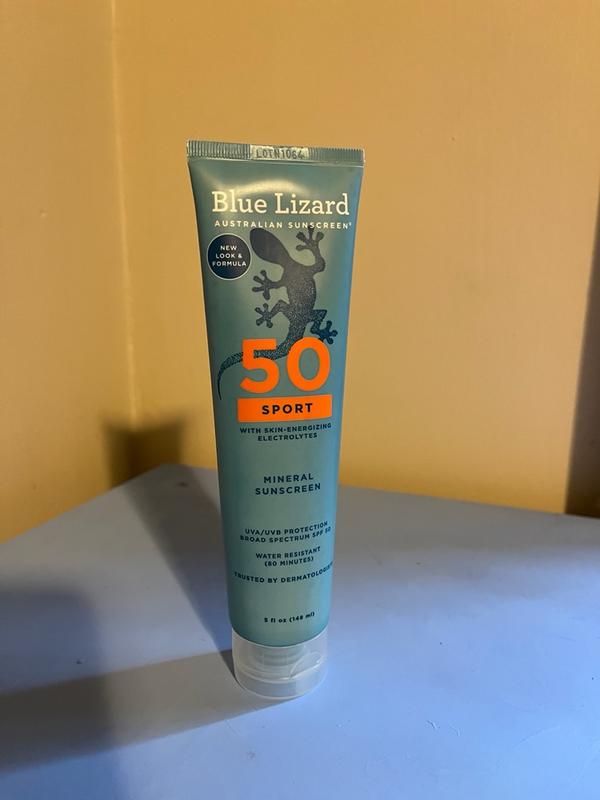 LOTN1064
Blue Lizard
AUSTRALIAN SUNSCREEN®
NEW
LOOK &
FORMULA
50
SPORT
WITH SKIN-ENERGIZING
ELECTROLYTES
MINERAL
SUNSCREEN
UVA/UVB PROTECTION
BROAD SPECTRUM SPF 50
WATER RESISTANT
(80 MINUTES)
TRUSTED BY DERMATOLOGISTS
5 fl oz (148 ml)